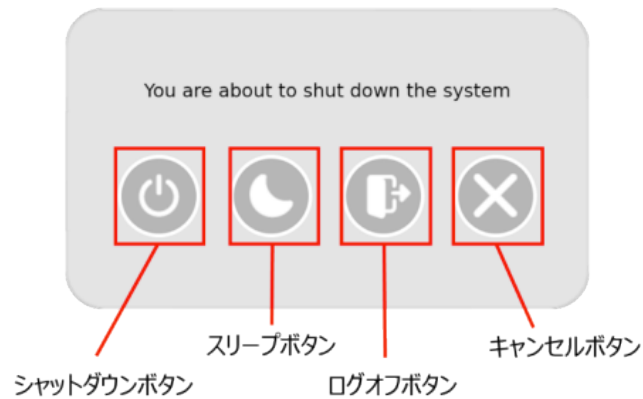 You are about to shut down the system
スリープボタン
キャンセルボタン
シャットダウンボタン
ログオフボタン